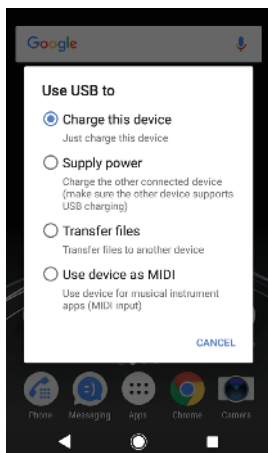 Google
Use USB to
Charge this device
Just charge this device
Supply power
Charge the other connected device
(make sure the other device supports
USB charging)
Transfer files
Transfer files to another device
Use device as MIDI
Use device for musical instrument
apps (MIDI input)
CANCEL
Phone Messaging Apps Chrome Camera